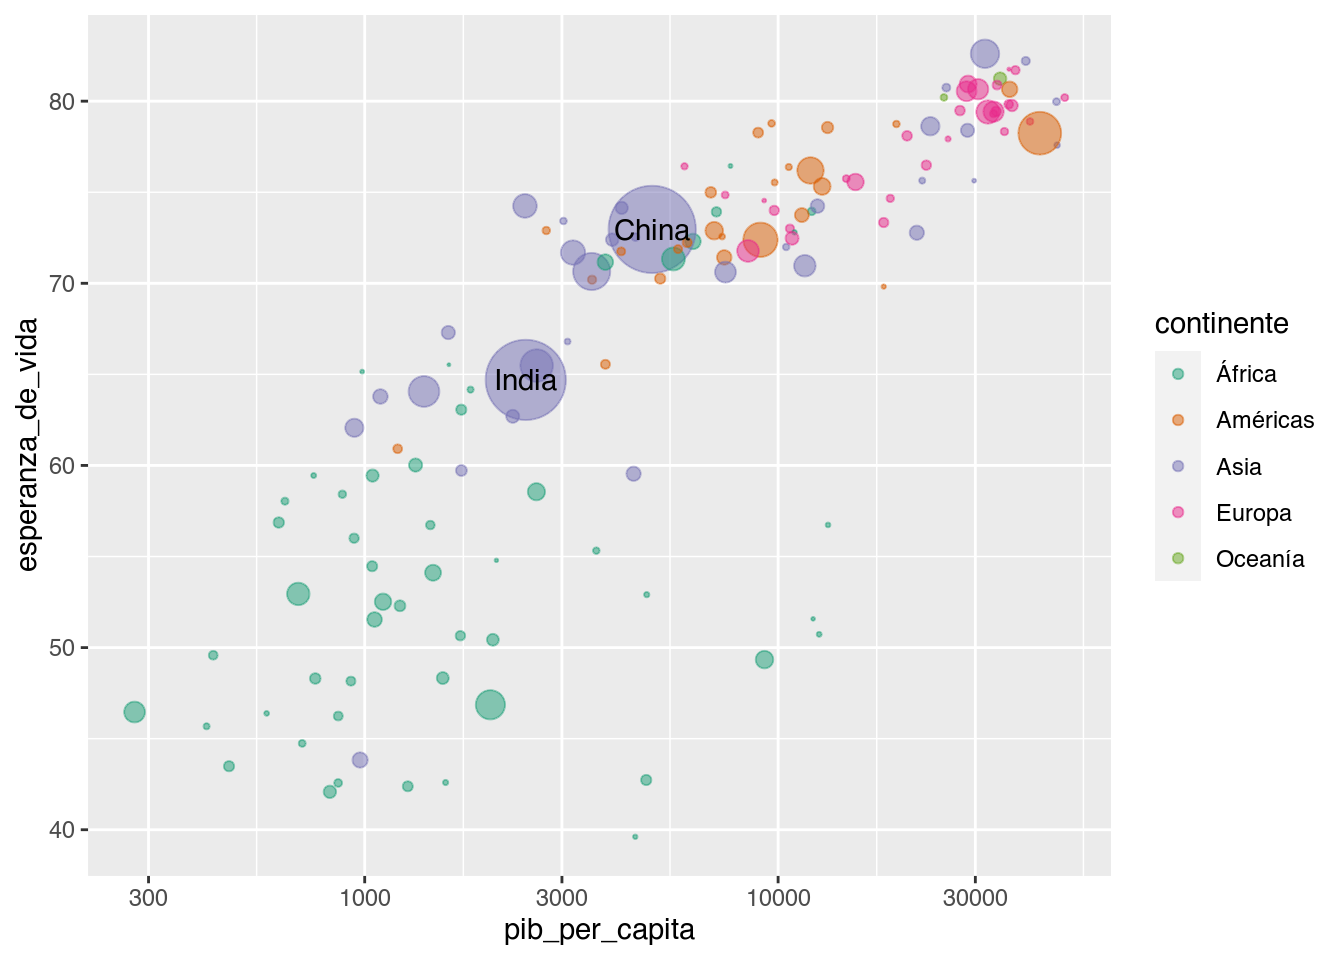 80
70
60
50
40
esperanza_de_vida
China
India
300
1000
3000
10000
30000
pib_per_capita
continente
África
Américas
Asia
Europa
Oceanía